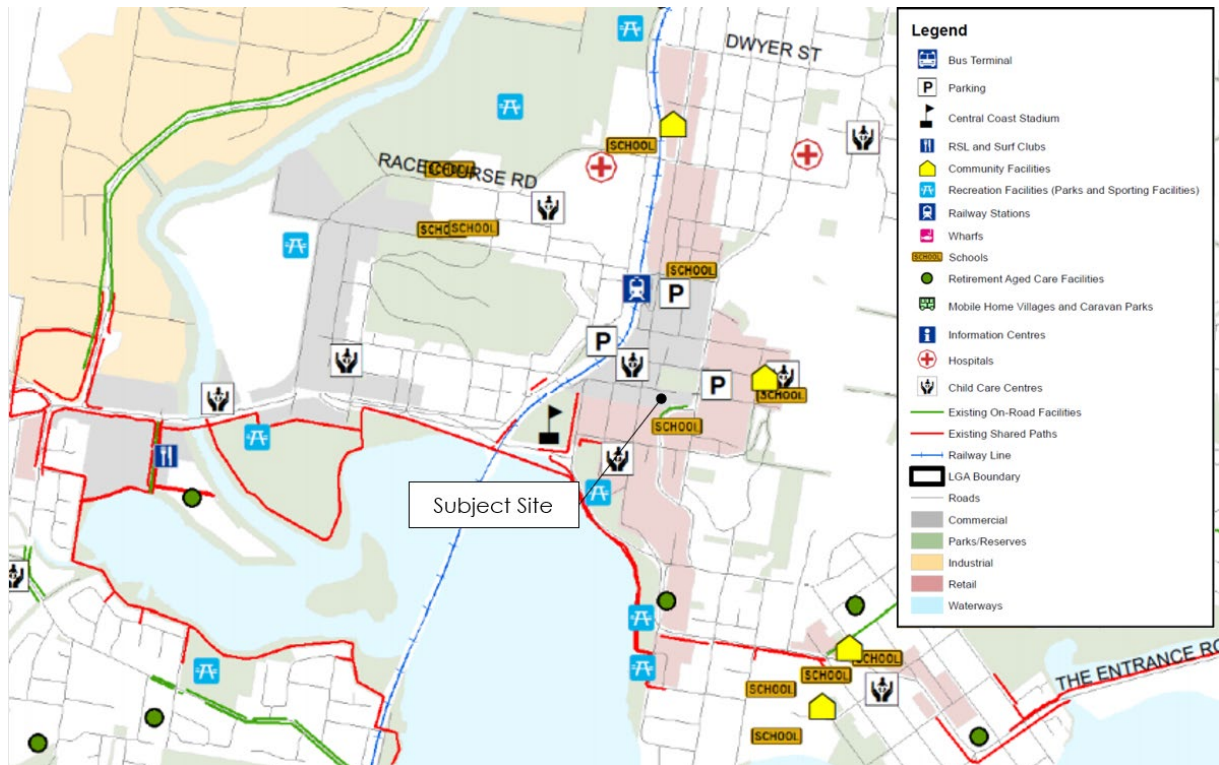 DWYER ST
SCHOOL
RACECOURSE RD
SCHOOL
SCHOOL
SCHOOL
P
P
P
SCHOOL
SCHOOL
Subject Site
SCHOOL
SCHOOL
SCHOOL
SCHOOL
THE ENTRANCE RO
Legend
Bus Terminal
P Parking
Central Coast Stadium
RSL and Surf Clubs
Community Facilities
Recreation Facilities (Parks and Sporting Facilities)
Railway Stations
Wharfs
SCHOOL Schools
Retirement Aged Care Facilities
Mobile Home Villages and Caravan Parks
i Information Centres
Hospitals
Child Care Centres
Existing On-Road Facilities
Existing Shared Paths
Railway Line
LGA Boundary
Roads
Commercial
Parks/Reserves
Industrial
Retail
Waterways